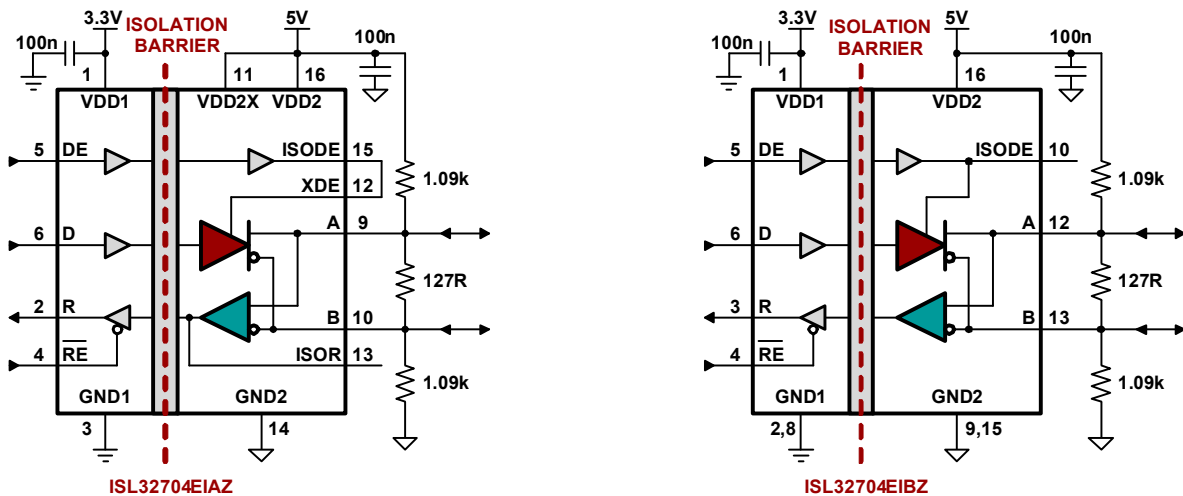 3.3V
ISOLATION
BARRIER
5V
100n
100n
1
11
16
VDD1
VDD2X
VDD2
5
DE
ISODE
15
XDE
12
1.09k
6
D
A
9
127R
2
R
B
10
4
RE
ISOR
13
1.09k
GND1
GND2
3
14
ISL32704EIAZ
3.3V
ISOLATION
BARRIER
5V
100n
100n
1
16
VDD1
VDD2
5
DE
ISODE
10
1.09k
6
D
A
12
127R
3
R
B
13
4
RE
1.09k
GND1
GND2
2,8
9,15
ISL32704EIBZ